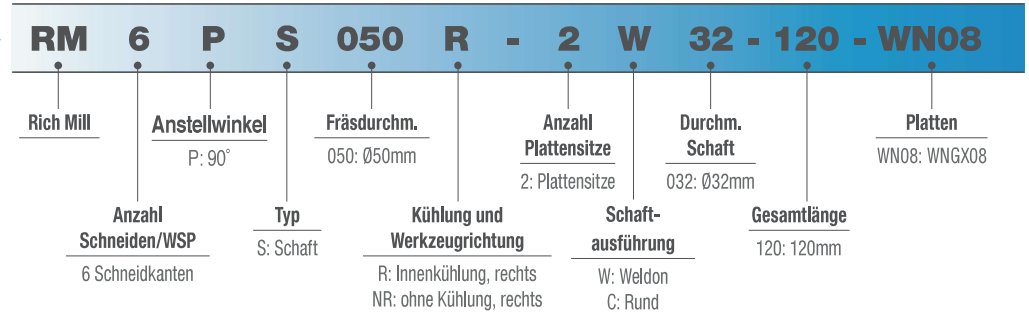 RM 6 P S 050 R - 2 W 32 - 120 - WN08
Rich Mill
Anstellwinkel
P: 90°
Fräsdurchm.
050: Ø50mm
Anzahl
Plattensitze
2: Plattensitze
Durchm.
Schaft
032: Ø32mm
Platten
WN08: WNGX08
Anzahl
Schneiden/WSP
6 Schneidkanten
Typ
S: Schaft
Kühlung und
Werkzeugrichtung
R: Innenkühlung, rechts
NR: ohne Kühlung, rechts
Schaft-
ausführung
W: Weldon
C: Rund
Gesamtlänge
120: 120mm